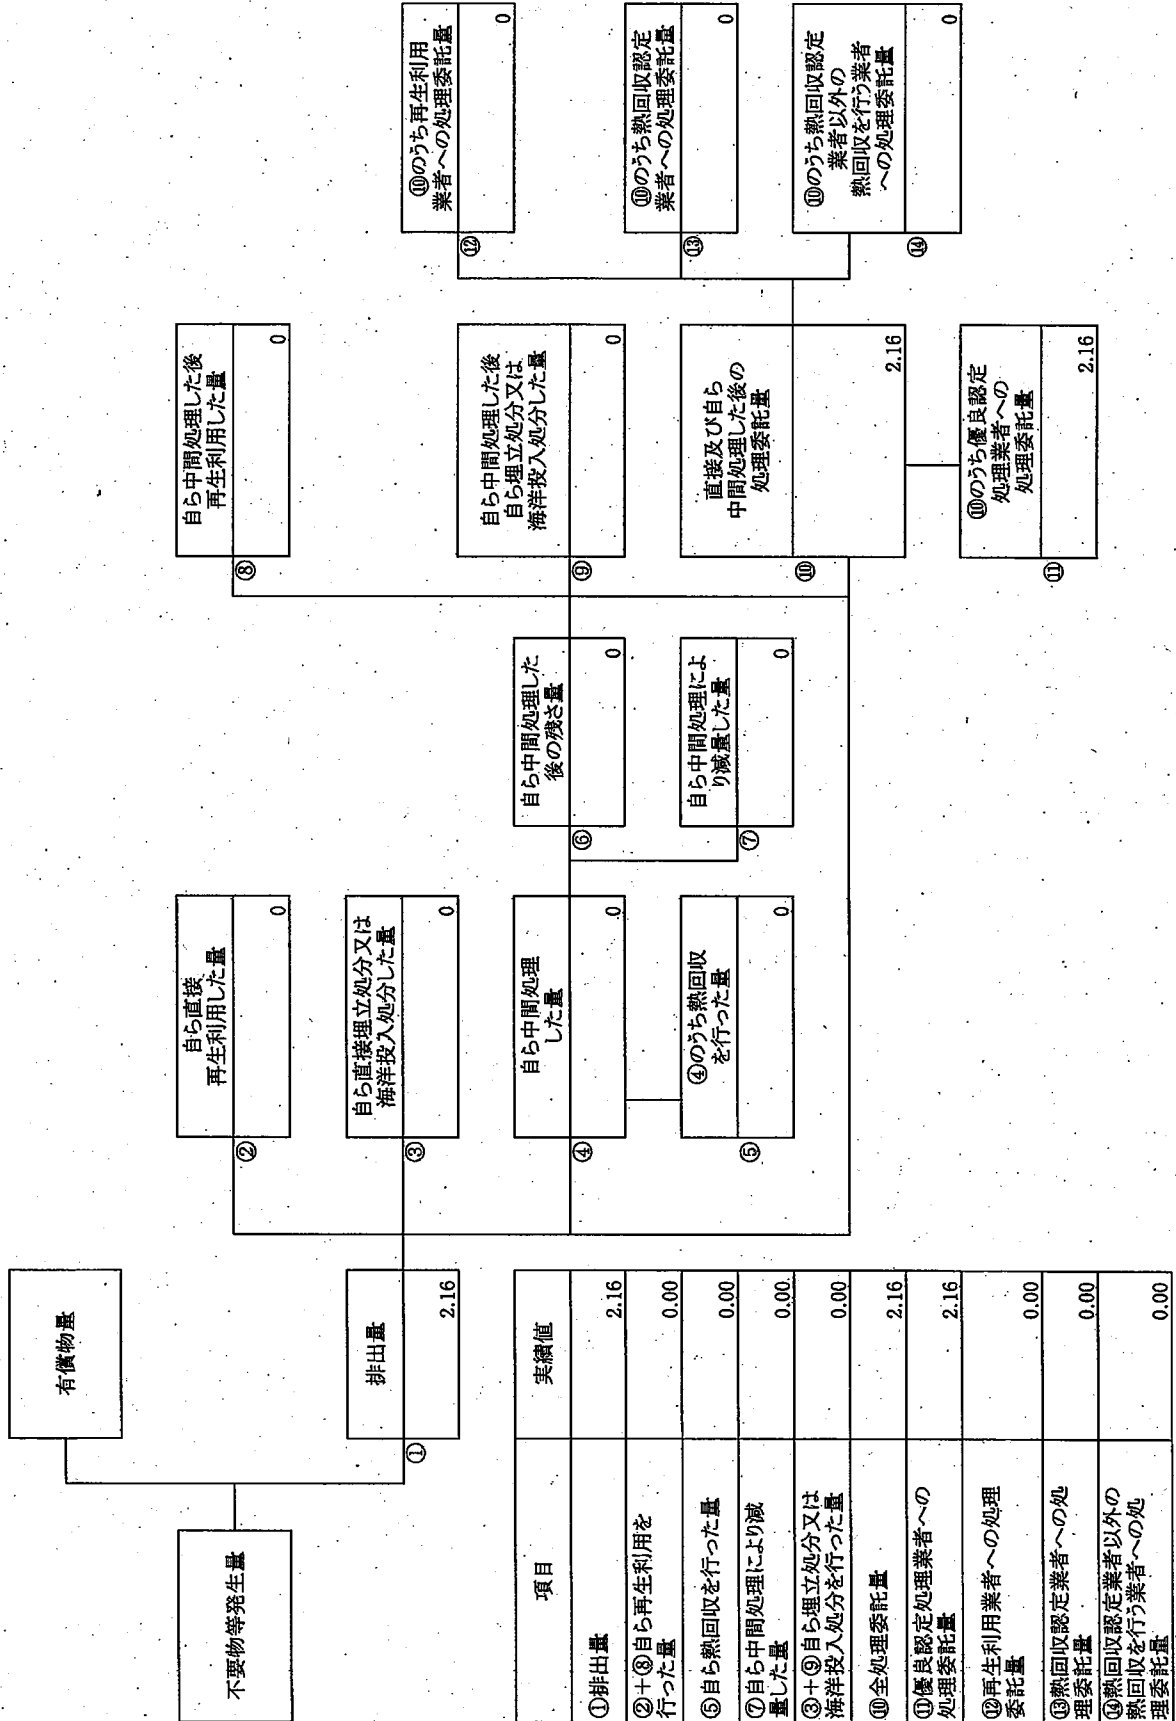 不要物等発生量
有償物量
排出量
①
2.16
自ら直接
再生利用した量
②
0
自ら直接埋立処分又は
海洋投入処分した量
③
0
自ら中間処理
した量
④
0
④のうち熱回収
を行った量
⑤
0
自ら中間処理した
後の残さ量
⑥
0
自ら中間処理によ
り減量した量
⑦
0
自ら中間処理した後
再生利用した量
⑧
0
自ら中間処理した後
自ら埋立処分又は
海洋投入処分した量
⑨
0
直接及び自ら
中間処理した後の
処理委託量
⑩
2.16
⑩のうち優良認定
処理業者への
処理委託量
⑪
2.16
⑩のうち再生利用
業者への処理委託量
⑫
0
⑩のうち熱回収認定
業者への処理委託量
⑬
0
⑩のうち熱回収認定
業者以外の
熱回収を行う業者
への処理委託量
⑭
0
項目 実績値
①排出量 2.16
②+⑧自ら再生利用を
行った量 0.00
⑤自ら熱回収を行った量 0.00
⑦自ら中間処理により減
量した量 0.00
③+⑨自ら埋立処分又は
海洋投入処分を行った量 0.00
⑩全処理委託量 2.16
⑪優良認定処理業者への
処理委託量 2.16
⑫再生利用業者への処理
委託量 0.00
⑬熱回収認定業者への処
理委託量 0.00
⑭熱回収認定業者以外の
熱回収を行う業者への処
理委託量 0.00